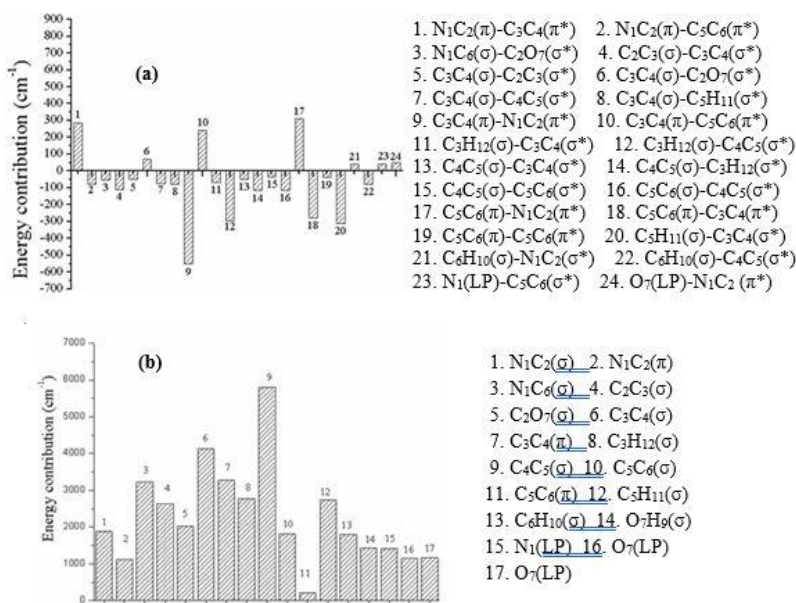 (a)
Energy contribution (cm⁻¹)
900
800
700
600
500
400
300
200
100
0
-100
-200
-300
-400
-500
-600
-700
1
2
3
4
5
6
7
8
9
10
11
12
13
14
15
16
17
18
19
20
21
22
23
24
1. N₁C₂(π)-C₃C₄(π*) 2. N₁C₂(π)-C₅C₆(π*)
3. N₁C₆(σ)-C₂O₇(σ*) 4. C₂C₃(σ)-C₃C₄(σ*)
5. C₃C₄(σ)-C₂C₃(σ*) 6. C₃C₄(σ)-C₂O₇(σ*)
7. C₃C₄(σ)-C₄C₅(σ*) 8. C₃C₄(σ)-C₅H₁₁(σ*)
9. C₃C₄(π)-N₁C₂(π*) 10. C₃C₄(π)-C₅C₆(π*)
11. C₃H₁₂(σ)-C₃C₄(σ*) 12. C₃H₁₂(σ)-C₄C₅(σ*)
13. C₄C₅(σ)-C₃C₄(σ*) 14. C₄C₅(σ)-C₃H₁₂(σ*)
15. C₄C₅(σ)-C₅C₆(σ*) 16. C₅C₆(σ)-C₄C₅(σ*)
17. C₅C₆(π)-N₁C₂(π*) 18. C₅C₆(π)-C₃C₄(π*)
19. C₅C₆(π)-C₅C₆(π*) 20. C₅H₁₁(σ)-C₃C₄(σ*)
21. C₆H₁₀(σ)-N₁C₂(σ*) 22. C₆H₁₀(σ)-C₄C₅(σ*)
23. N₁(LP)-C₅C₆(σ*) 24. O₇(LP)-N₁C₂ (π*)
(b)
Energy contribution (cm⁻¹)
7000
6000
5000
4000
3000
2000
1000
0
1
2
3
4
5
6
7
8
9
10
11
12
13
14
15
16
17
1. N₁C₂(σ) 2. N₁C₂(π)
3. N₁C₆(σ) 4. C₂C₃(σ)
5. C₂O₇(σ) 6. C₃C₄(σ)
7. C₃C₄(π) 8. C₃H₁₂(σ)
9. C₄C₅(σ) 10. C₅C₆(σ)
11. C₅C₆(π) 12. C₅H₁₁(σ)
13. C₆H₁₀(σ) 14. O₇H₉(σ)
15. N₁(LP) 16. O₇(LP)
17. O₇(LP)